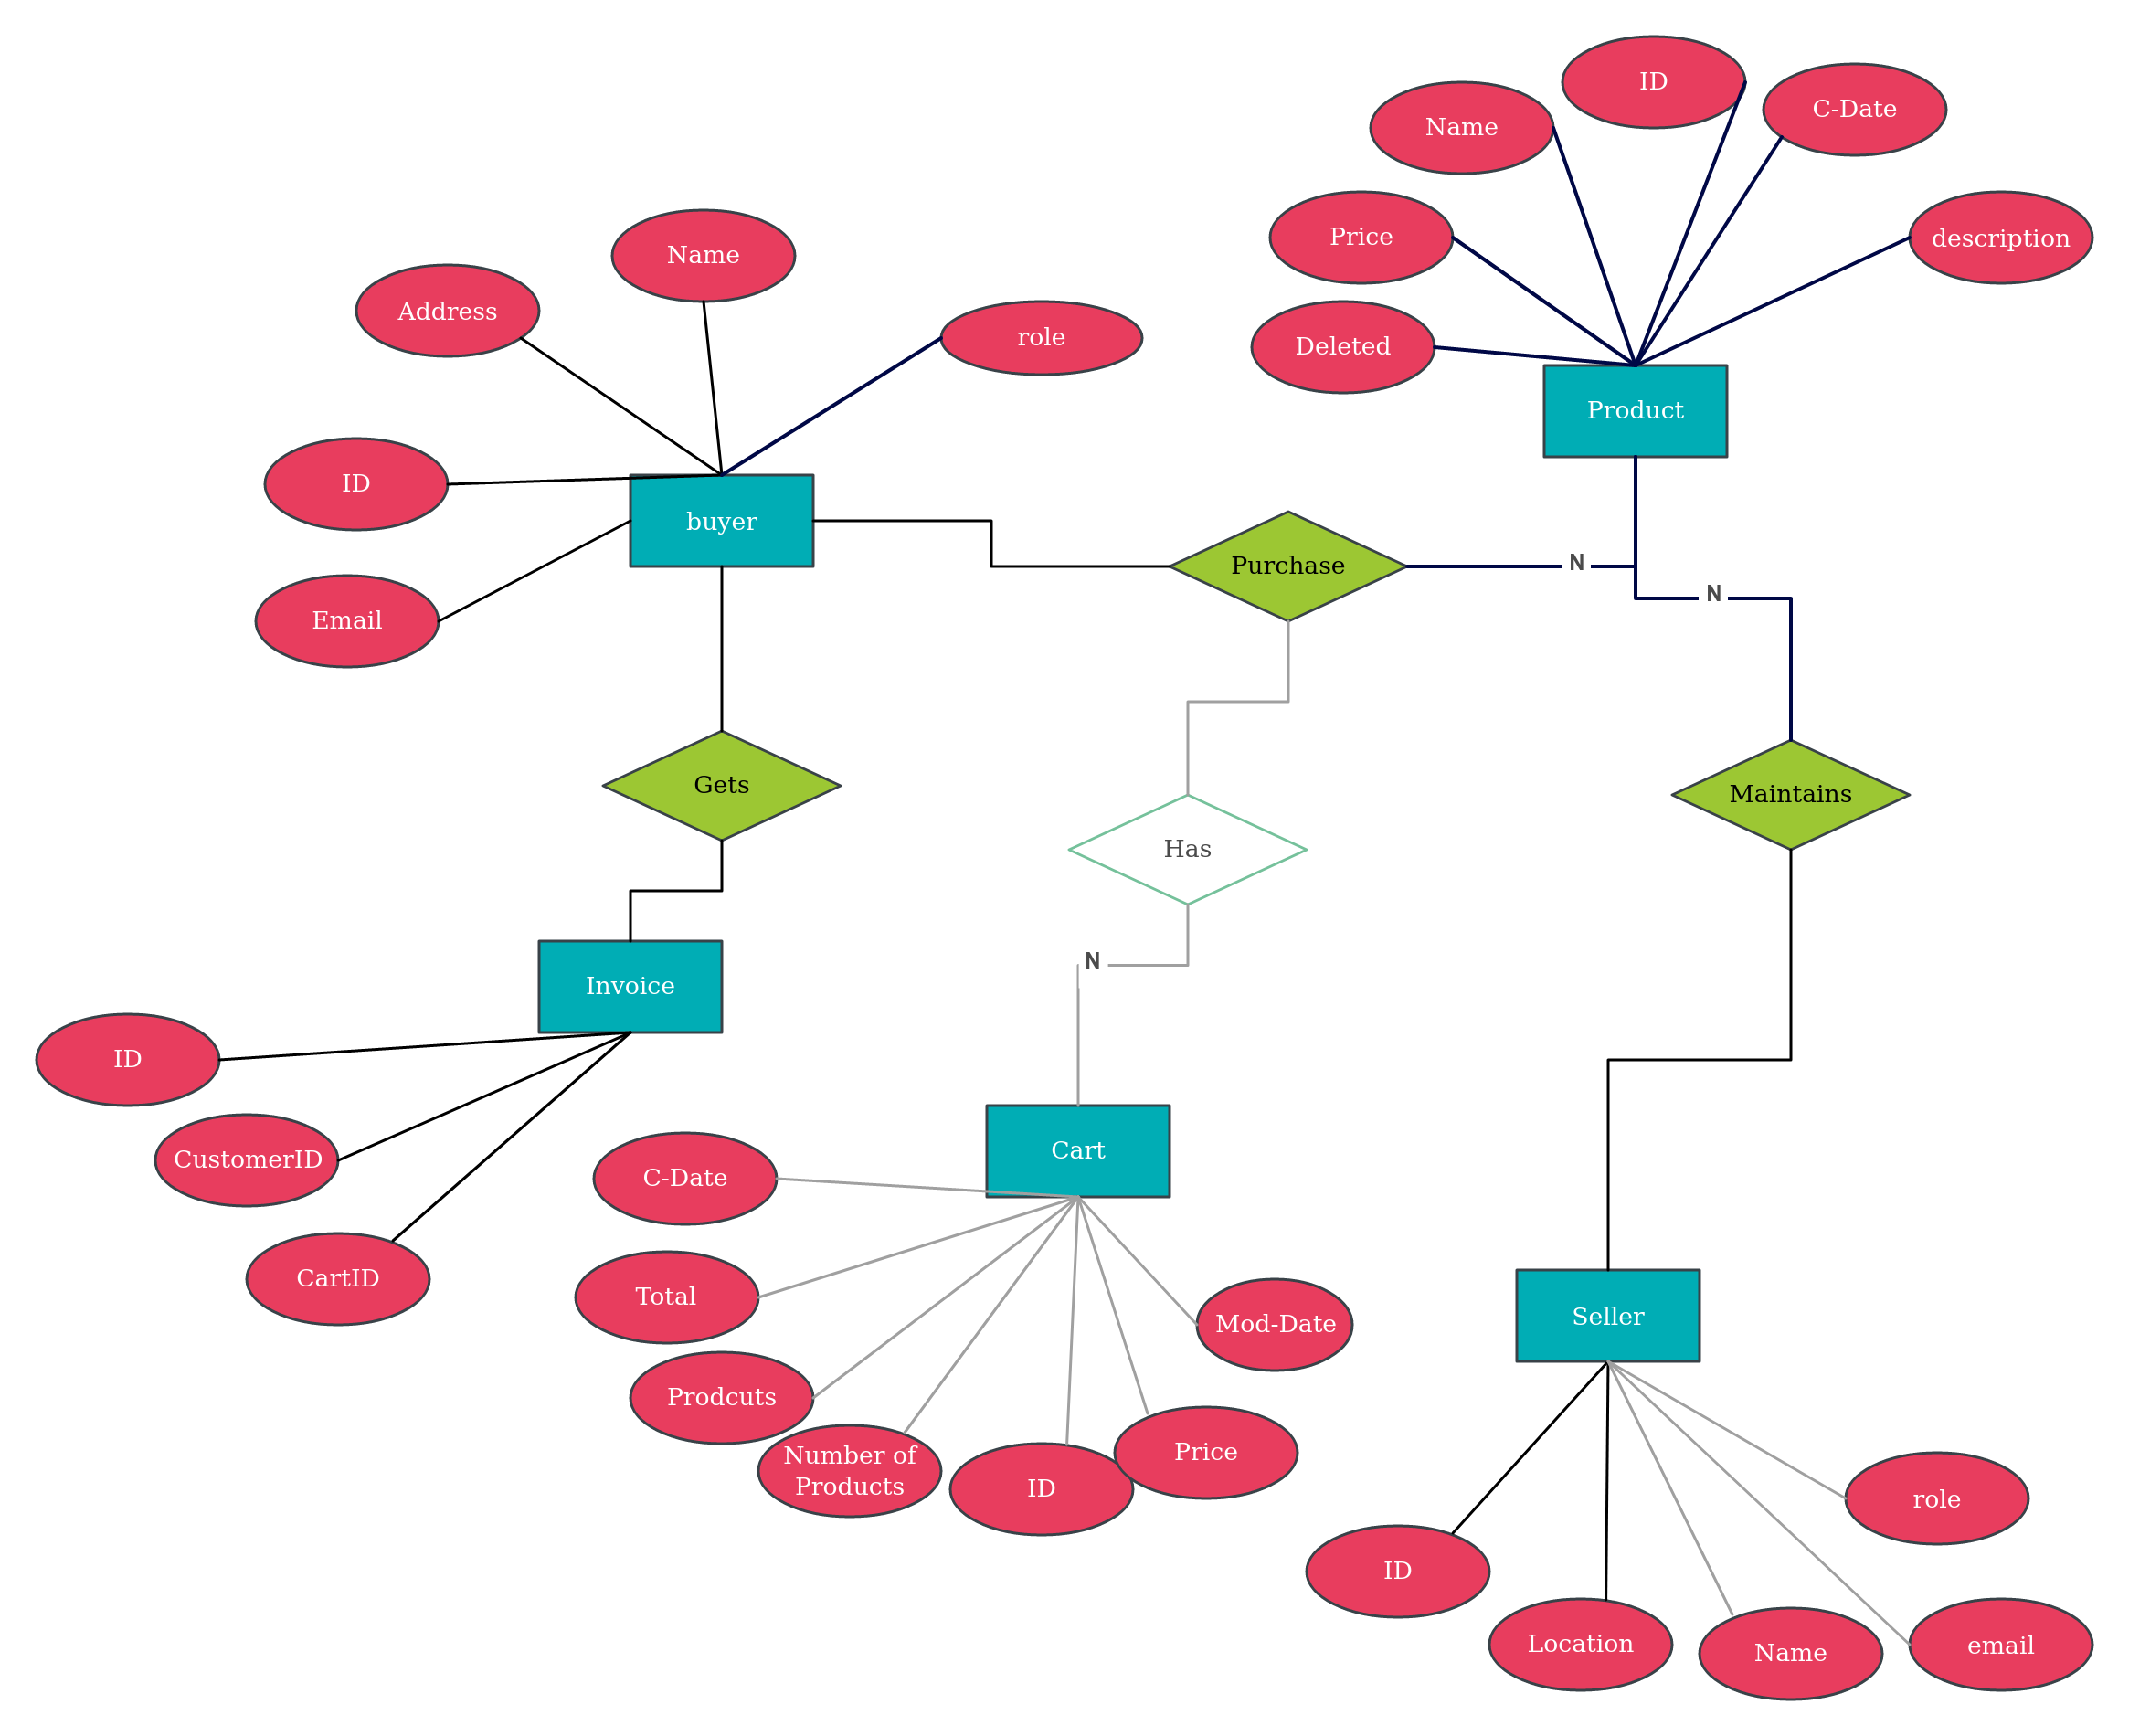 ID
C-Date
Name
Price
description
Name
Address
role
Deleted
Product
ID
buyer
Purchase
N
N
Email
Gets
Maintains
Has
N
Invoice
ID
CustomerID
Cart
C-Date
CartID
Total
Mod-Date
Seller
Prodcuts
Number of
Products
Price
ID
role
ID
Location
Name
email